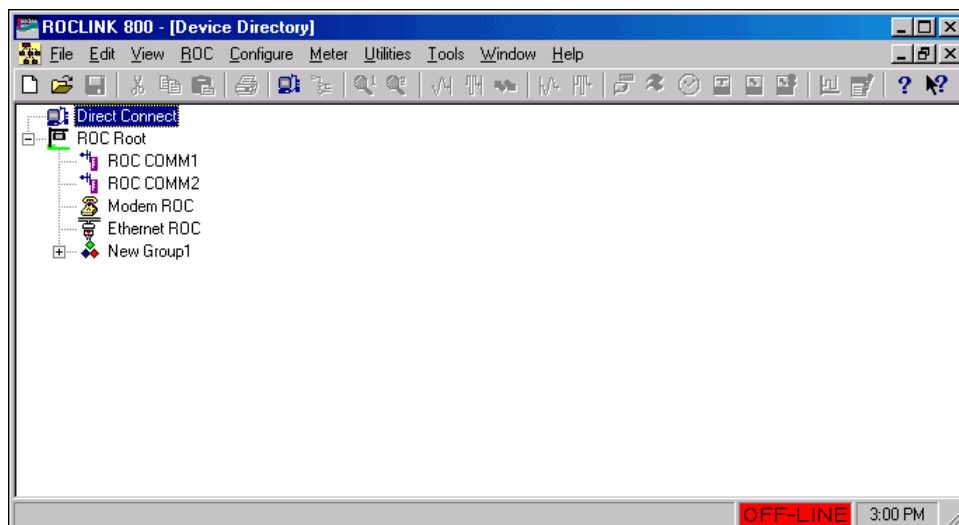 ROCLINK 800 - [Device Directory]
File Edit View ROC Configure Meter Utilities Tools Window Help
Direct Connect
ROC Root
ROC COMM1
ROC COMM2
Modem ROC
Ethernet ROC
New Group1
OFF-LINE 3:00 PM